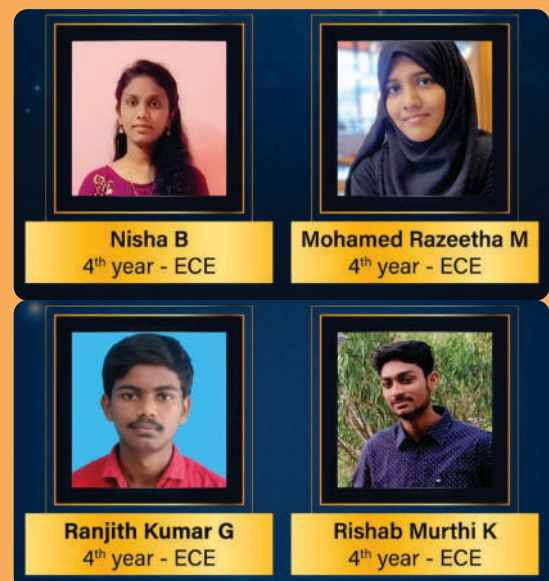 Nisha B
4th year - ECE
Mohamed Razeetha M
4th year - ECE
Ranjith Kumar G
4th year - ECE
Rishab Murthi K
4th year - ECE